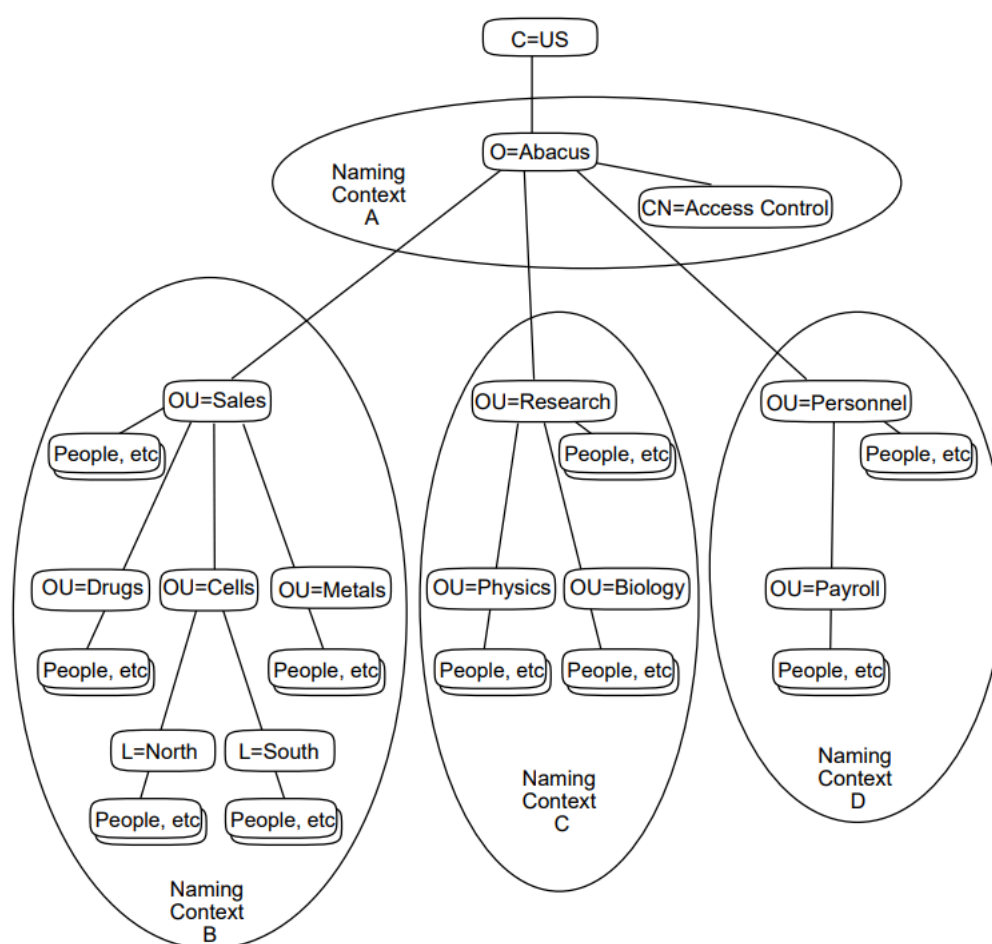 C=US
O=Abacus
Naming
Context
A
CN=Access Control
OU=Sales
OU=Research
OU=Personnel
People, etc
People, etc
People, etc
OU=Drugs
OU=Cells
OU=Metals
OU=Physics
OU=Biology
OU=Payroll
People, etc
People, etc
People, etc
People, etc
People, etc
L=North
L=South
People, etc
People, etc
Naming
Context
C
Naming
Context
D
Naming
Context
B